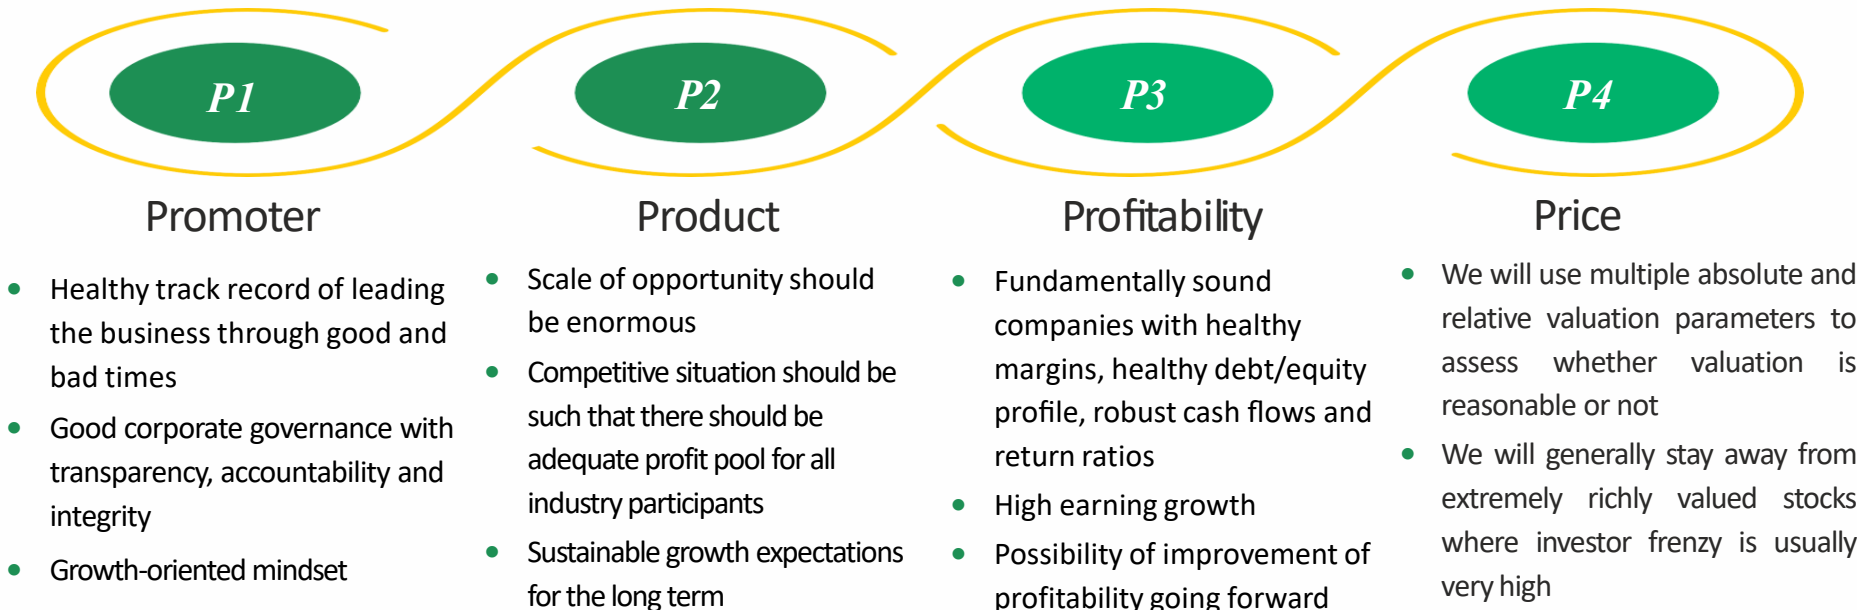 P1
Promoter
• Healthy track record of leading
the business through good and
bad times
• Good corporate governance with
transparency, accountability and
integrity
• Growth-oriented mindset
P2
Product
• Scale of opportunity should
be enormous
• Competitive situation should be
such that there should be
adequate profit pool for all
industry participants
• Sustainable growth expectations
for the long term
P3
Profitability
• Fundamentally sound
companies with healthy
margins, healthy debt/equity
profile, robust cash flows and
return ratios
• High earning growth
• Possibility of improvement of
profitability going forward
P4
Price
• We will use multiple absolute and
relative valuation parameters to
assess whether valuation is
reasonable or not
• We will generally stay away from
extremely richly valued stocks
where investor frenzy is usually
very high